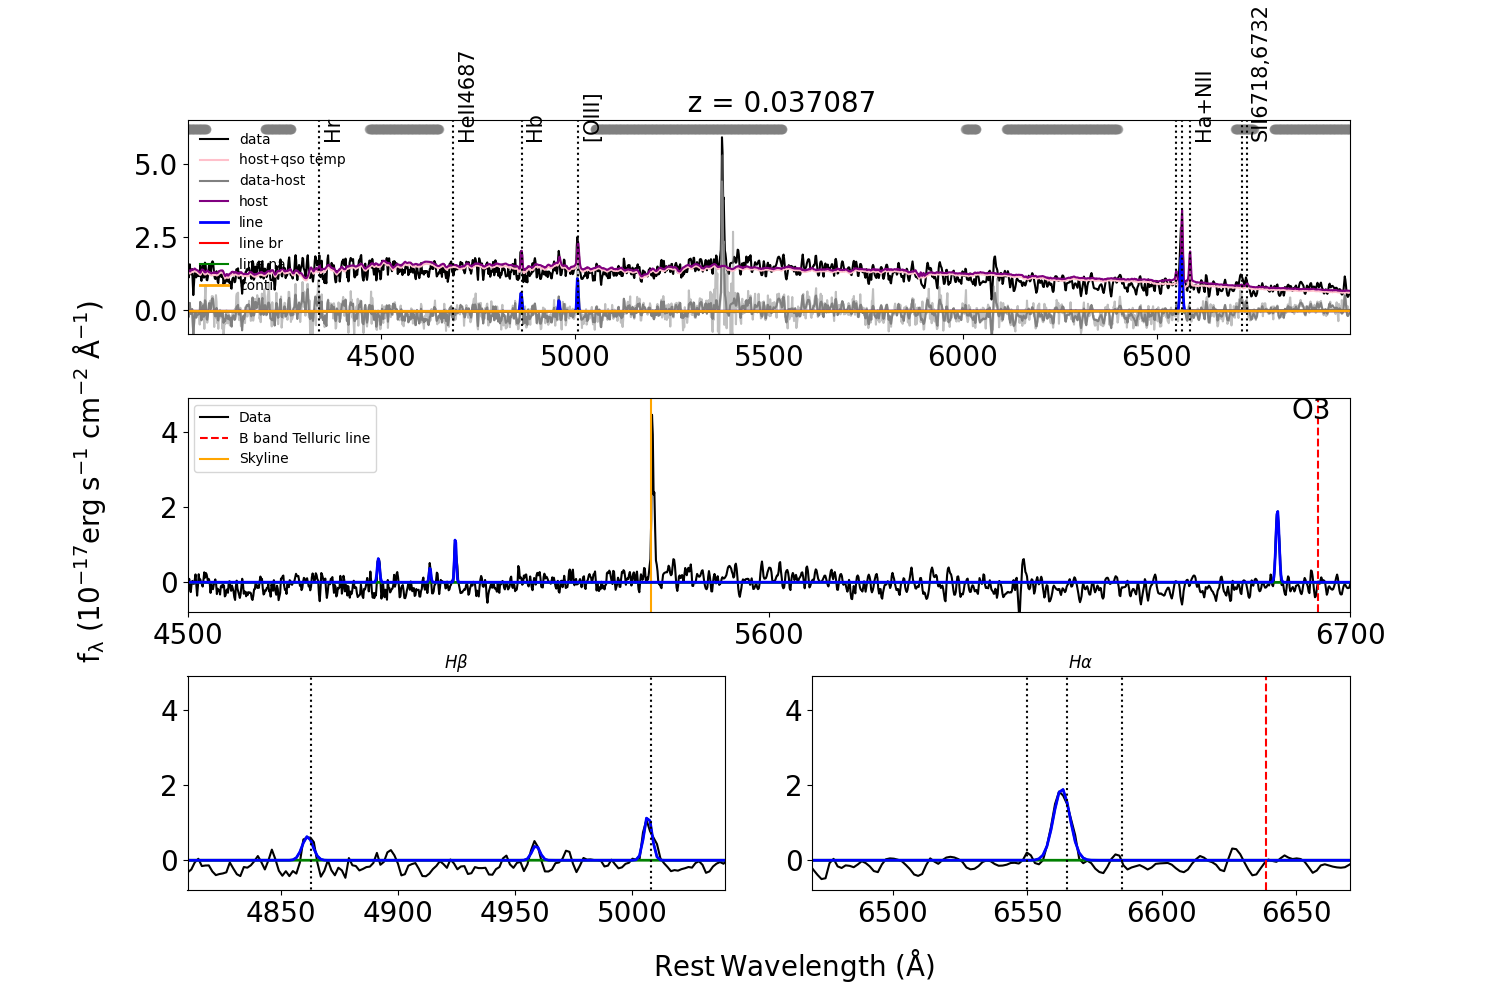 z = 0.037087
Hr
HeII4687
Hb
[OIII]
Ha+NII
SII6718,6732
data
host+qso temp
data-host
host
line
line br
conti
5.0
2.5
0.0
4500 5000 5500 6000 6500
Data
B band Telluric line
Skyline
O3
4
2
0
4500 5600 6700
f_λ (10^−17 erg s^−1 cm^−2 Å^−1)
Hβ
4
2
0
4850 4900 4950 5000
Hα
4
2
0
6500 6550 6600 6650
Rest Wavelength (Å)